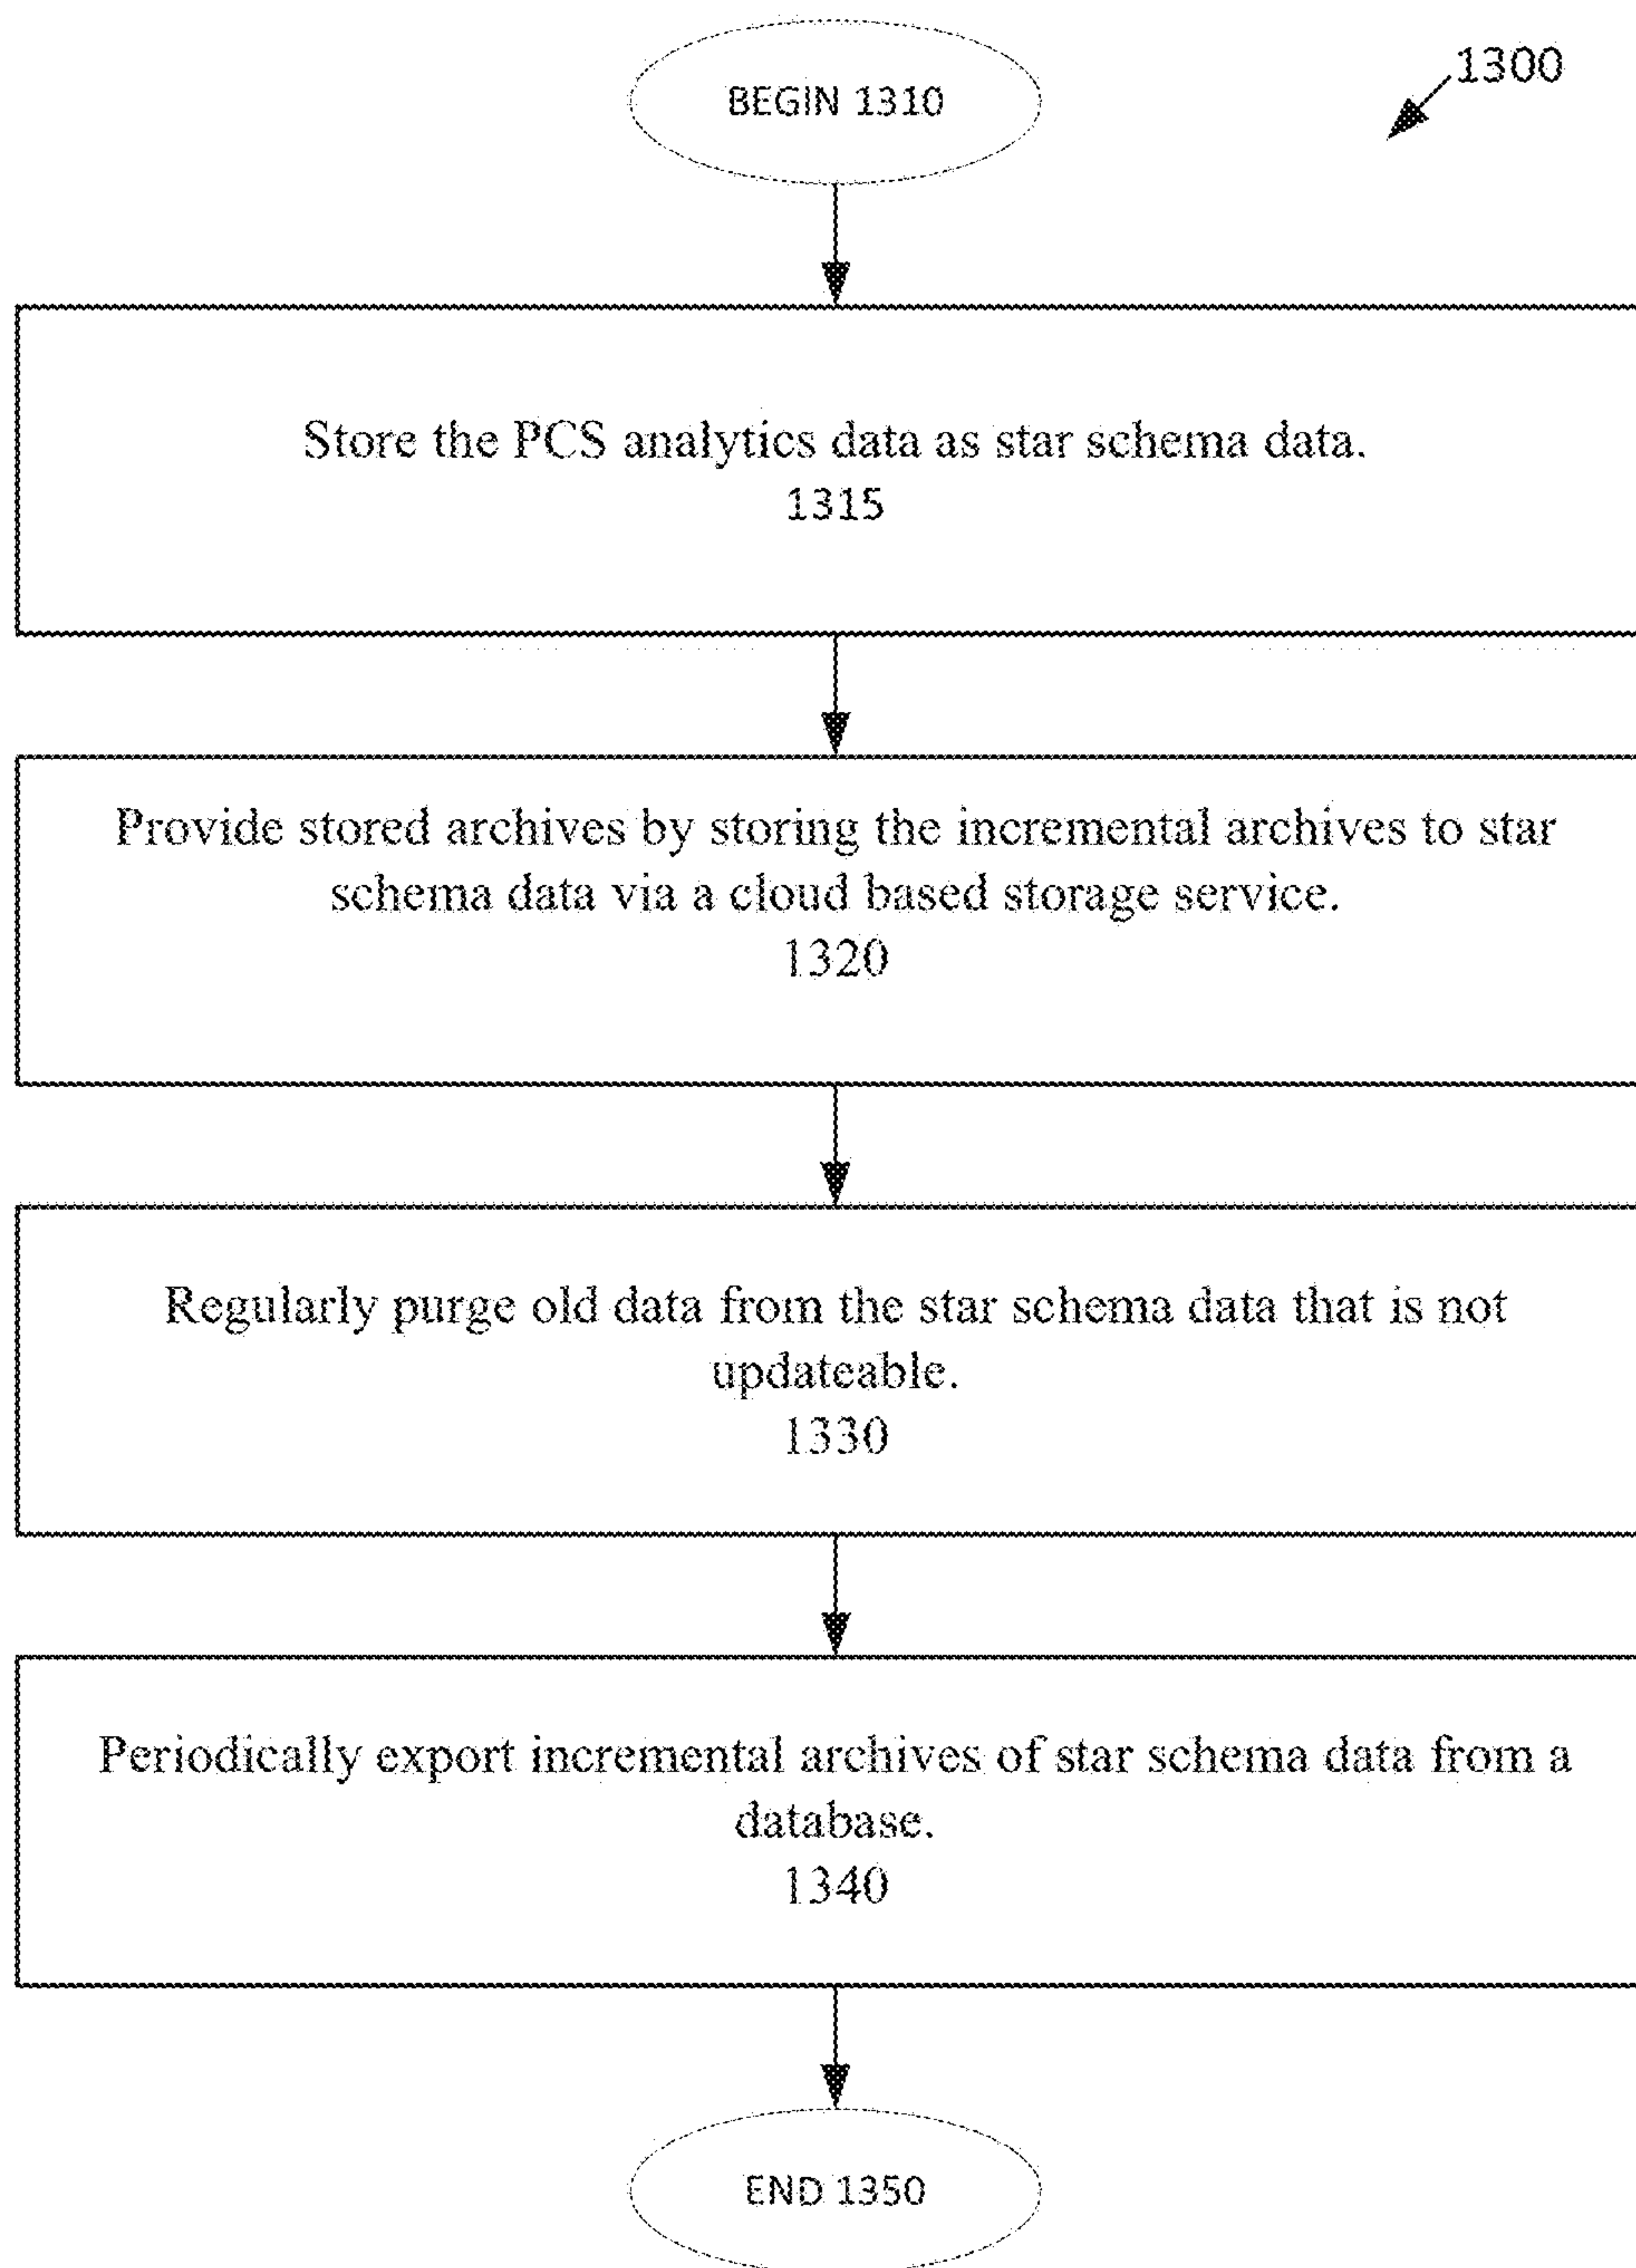 1300
BEGIN 1310
Store the PCS analytics data as star schema data.
1315
Provide stored archives by storing the incremental archives to star
schema data via a cloud based storage service.
1320
Regularly purge old data from the star schema data that is not
updateable.
1330
Periodically export incremental archives of star schema data from a
database.
1340
END 1350